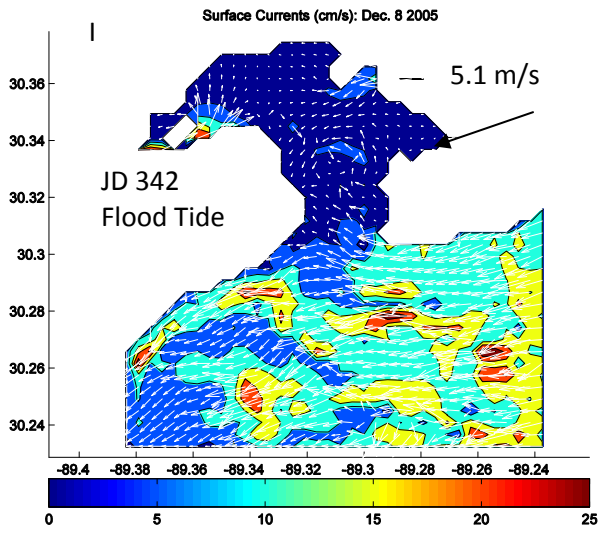 Surface Currents (cm/s): Dec. 8 2005
I
5.1 m/s
JD 342
Flood Tide
30.36
30.34
30.32
30.3
30.28
30.26
30.24
-89.4 -89.38 -89.36 -89.34 -89.32 -89.3 -89.28 -89.26 -89.24
0 5 10 15 20 25